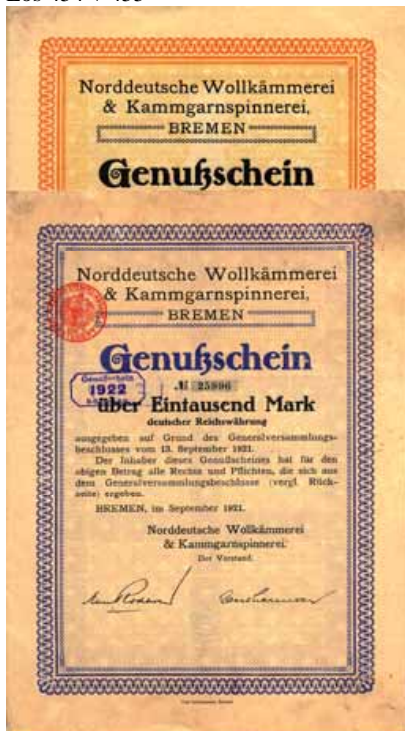 Norddeutsche Wollkämmerei
& Kammgarnspinnerei,
BREMEN
Genußschein
Norddeutsche Wollkämmerei
& Kammgarnspinnerei,
BREMEN
Genußschein
№ 25996
1922
über Eintausend Mark
deutscher Reichswährung
ausgegeben auf Grund des Generalversammlungs-
beschlusses vom 13. September 1921.
Der Inhaber dieses Genußscheines hat für den
obigen Betrag alle Rechte und Pflichten, die sich aus
dem Generalversammlungsbeschlusse (vergl. Rück-
seite) ergeben.
BREMEN, im September 1921.
Norddeutsche Wollkämmerei
& Kammgarnspinnerei.
Der Vorstand.